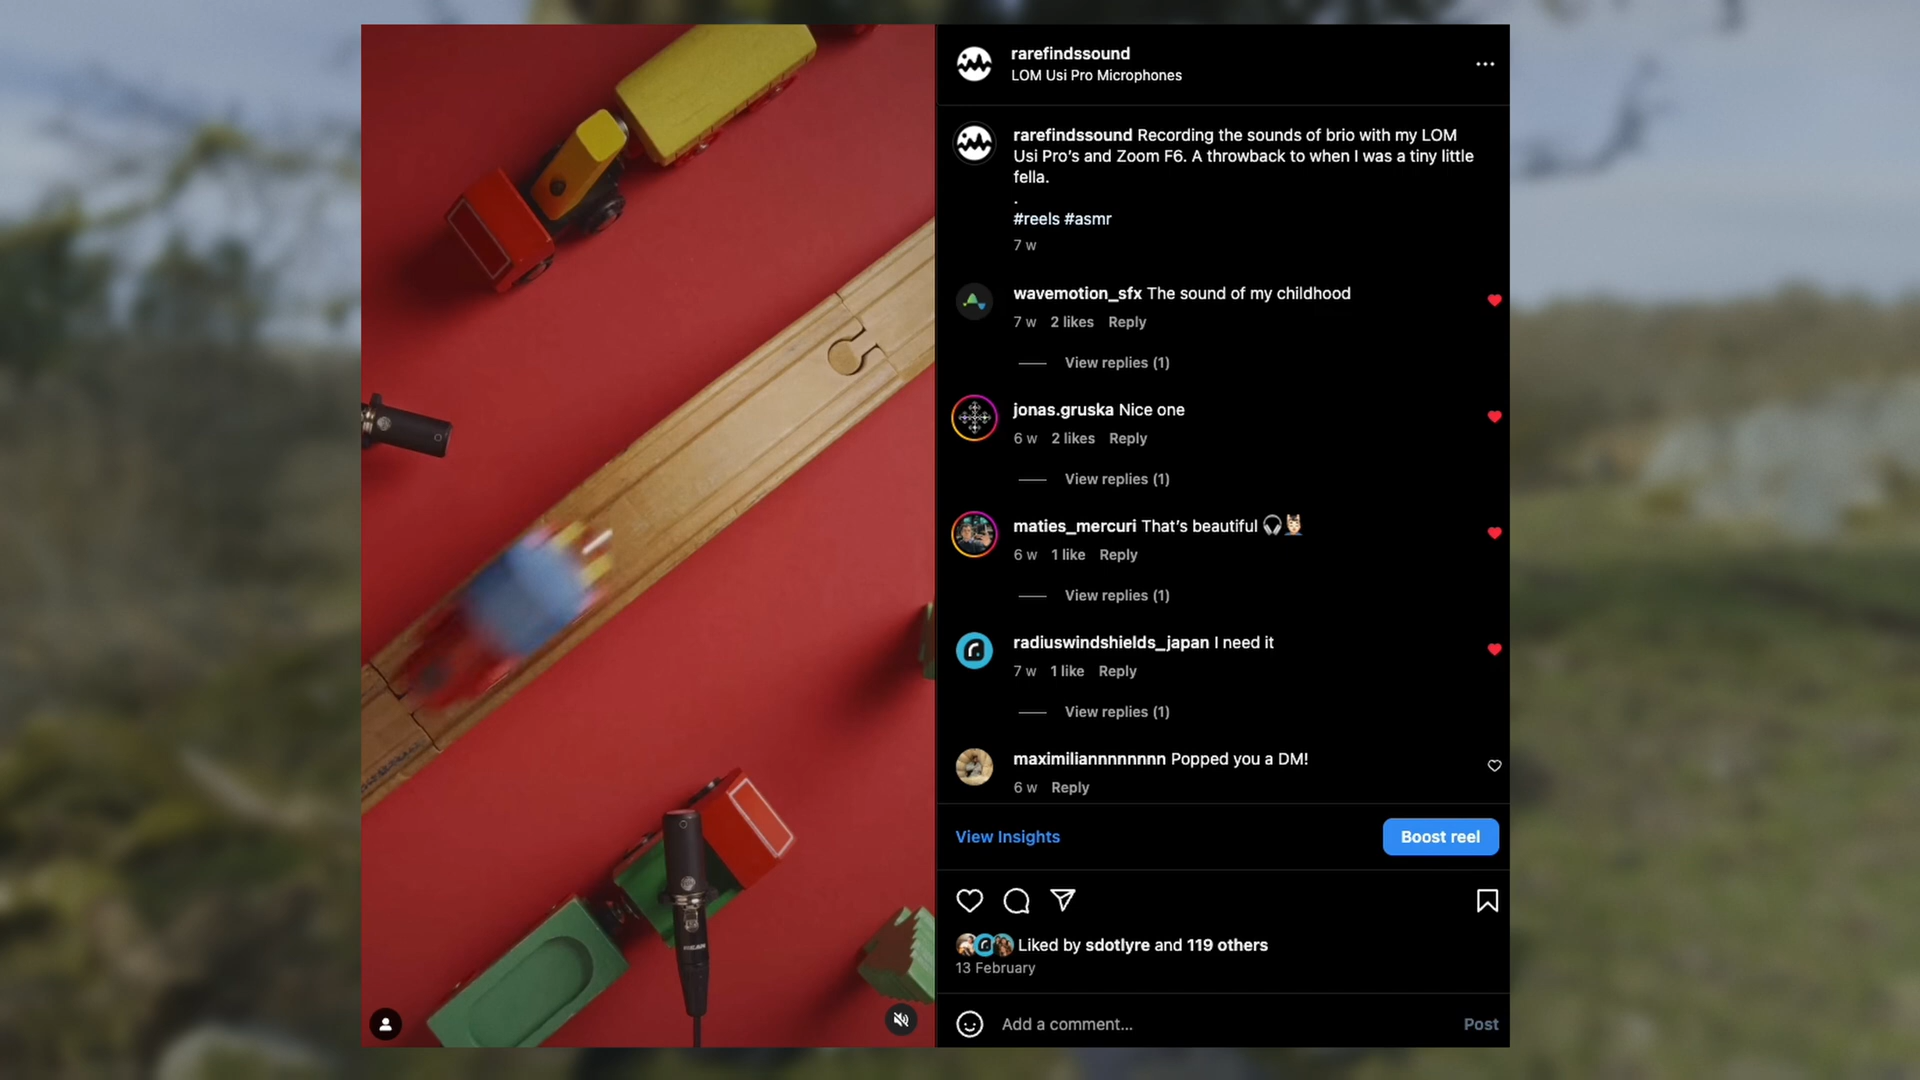 rarefindssound
LOM Usi Pro Microphones
rarefindssound Recording the sounds of brio with my LOM
Usi Pro’s and Zoom F6. A throwback to when I was a tiny little
fella.
.
#reels #asmr
7 w
wavemotion_sfx The sound of my childhood
7 w 2 likes Reply
View replies (1)
jonas.gruska Nice one
6 w 2 likes Reply
View replies (1)
maties_mercuri That’s beautiful 🎧💆🏻
6 w 1 like Reply
View replies (1)
radiuswindshields_japan I need it
7 w 1 like Reply
View replies (1)
maximiliannnnnnnn Popped you a DM!
6 w Reply
View Insights
Boost reel
Liked by sdotlyre and 119 others
13 February
Add a comment...
Post